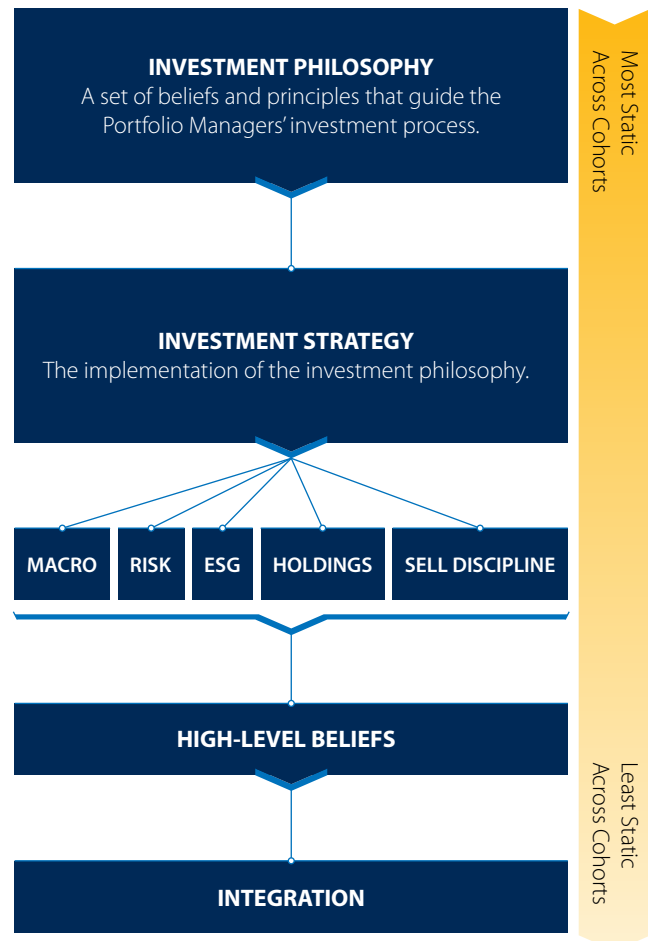 INVESTMENT PHILOSOPHY
A set of beliefs and principles that guide the
Portfolio Managers’ investment process.
Most Static
Across Cohorts
INVESTMENT STRATEGY
The implementation of the investment philosophy.
MACRO
RISK
ESG
HOLDINGS
SELL DISCIPLINE
HIGH-LEVEL BELIEFS
Least Static
Across Cohorts
INTEGRATION